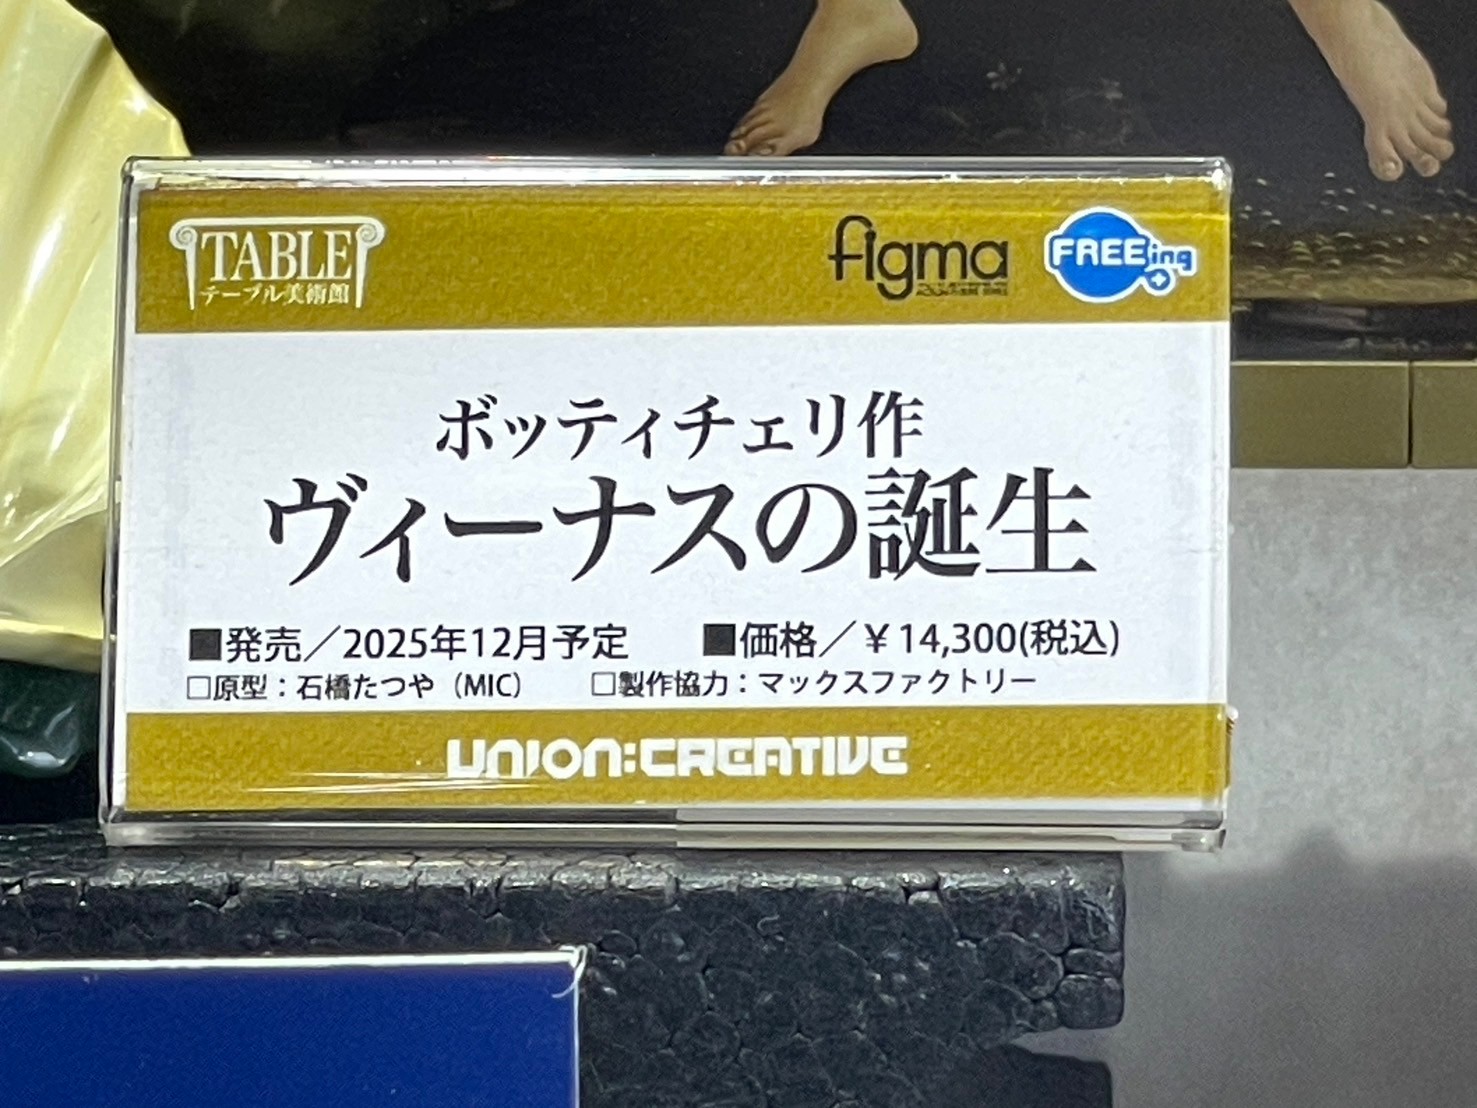 TABLE
テーブル美術館
figma
FREEing
ボッティチェリ作
ヴィーナスの誕生
■発売／2025年12月予定 ■価格／￥14,300(税込)
□原型：石橋たつや（MIC） □製作協力：マックスファクトリー
UNION:CREATIVE